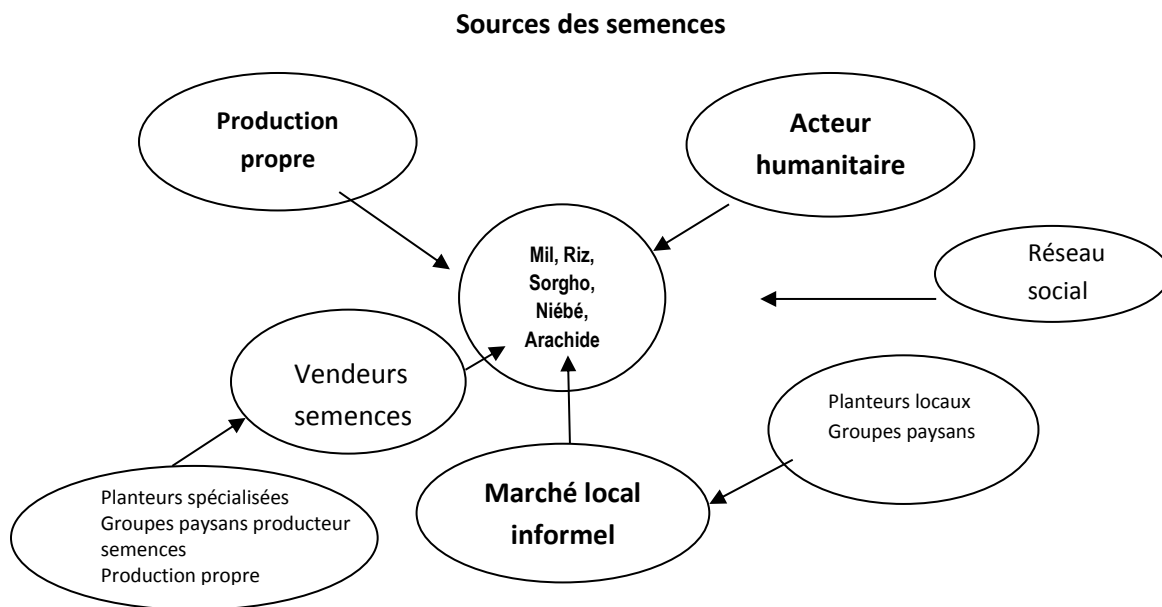 Sources des semences
Production
propre
Acteur
humanitaire
Mil, Riz,
Sorgho,
Niébé,
Arachide
Réseau
social
Vendeurs
semences
Planteurs locaux
Groupes paysans
Marché local
informel
Planteurs spécialisées
Groupes paysans producteur
semences
Production propre